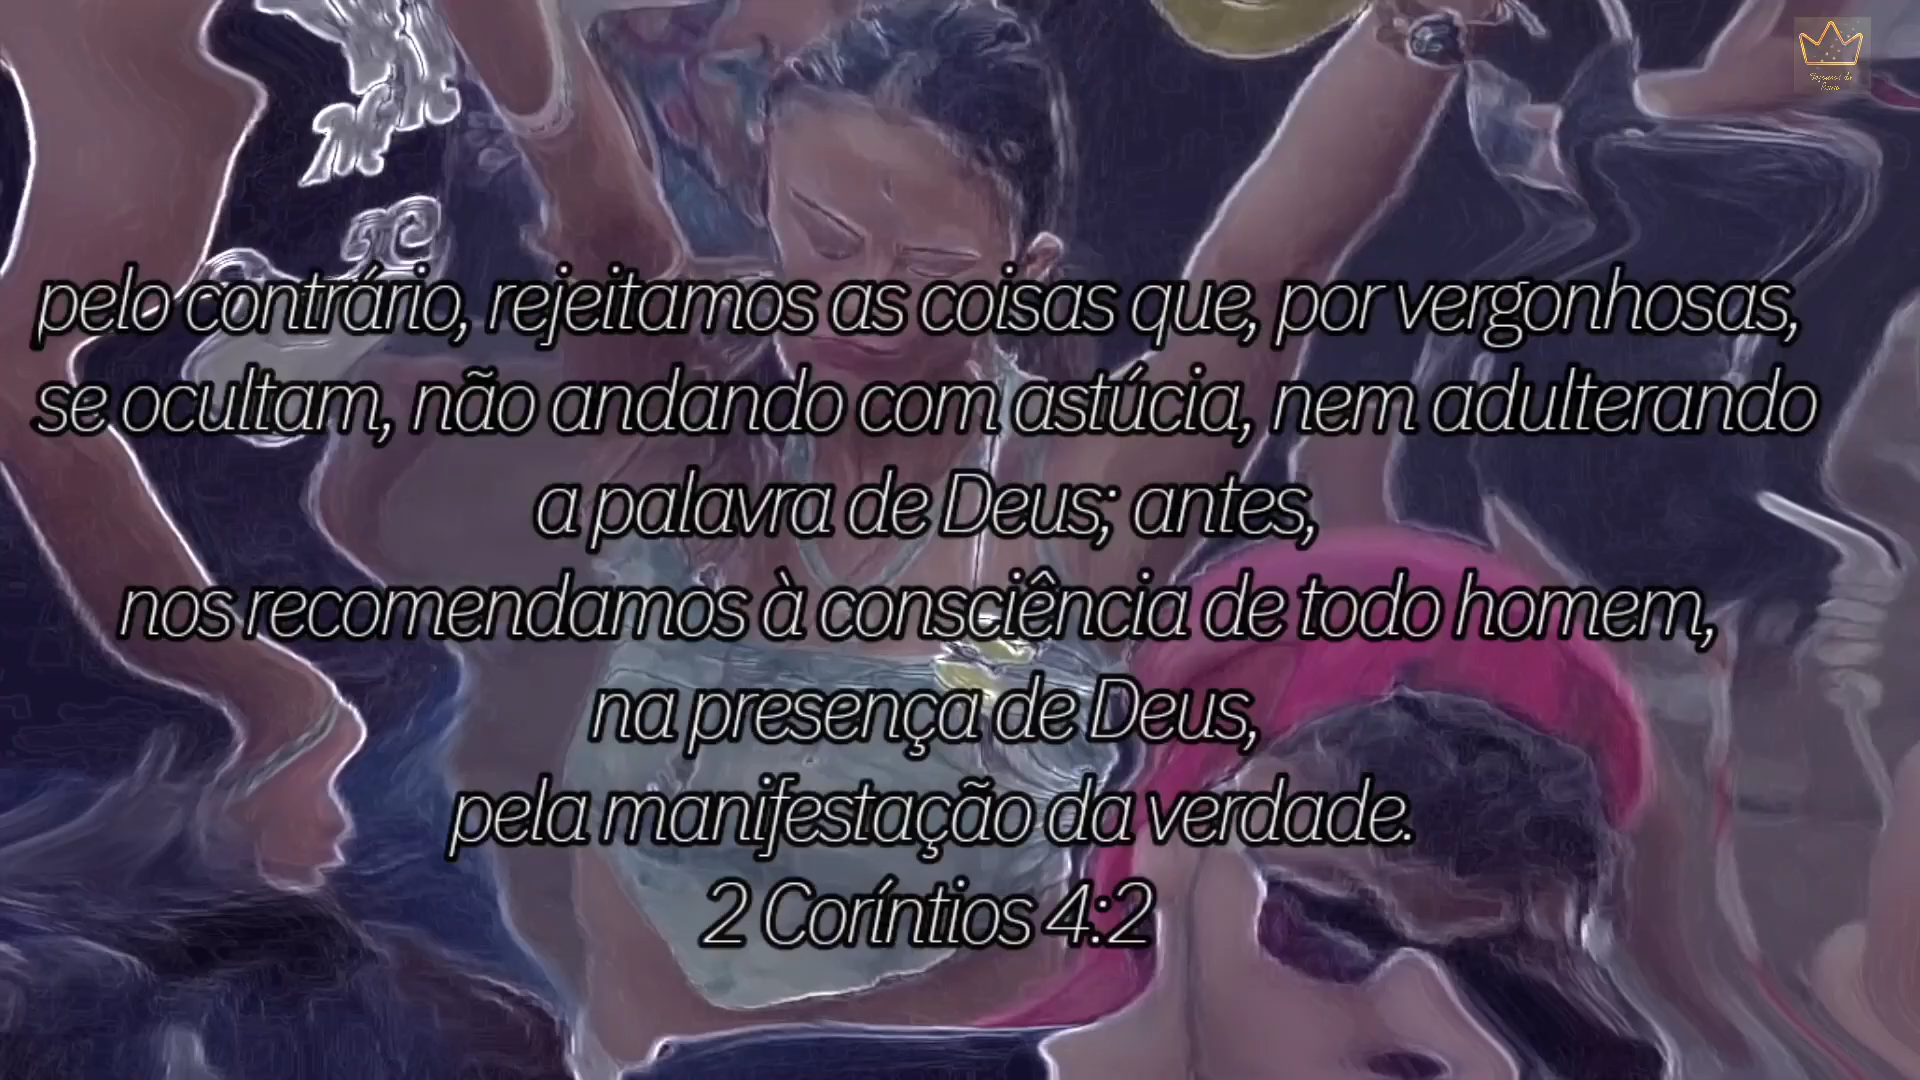 pelo contrário, rejeitamos as coisas que, por vergonhosas,
se ocultam, não andando com astúcia, nem adulterando
a palavra de Deus; antes,
nos recomendamos à consciência de todo homem,
na presença de Deus,
pela manifestação da verdade.
2 Coríntios 4:2